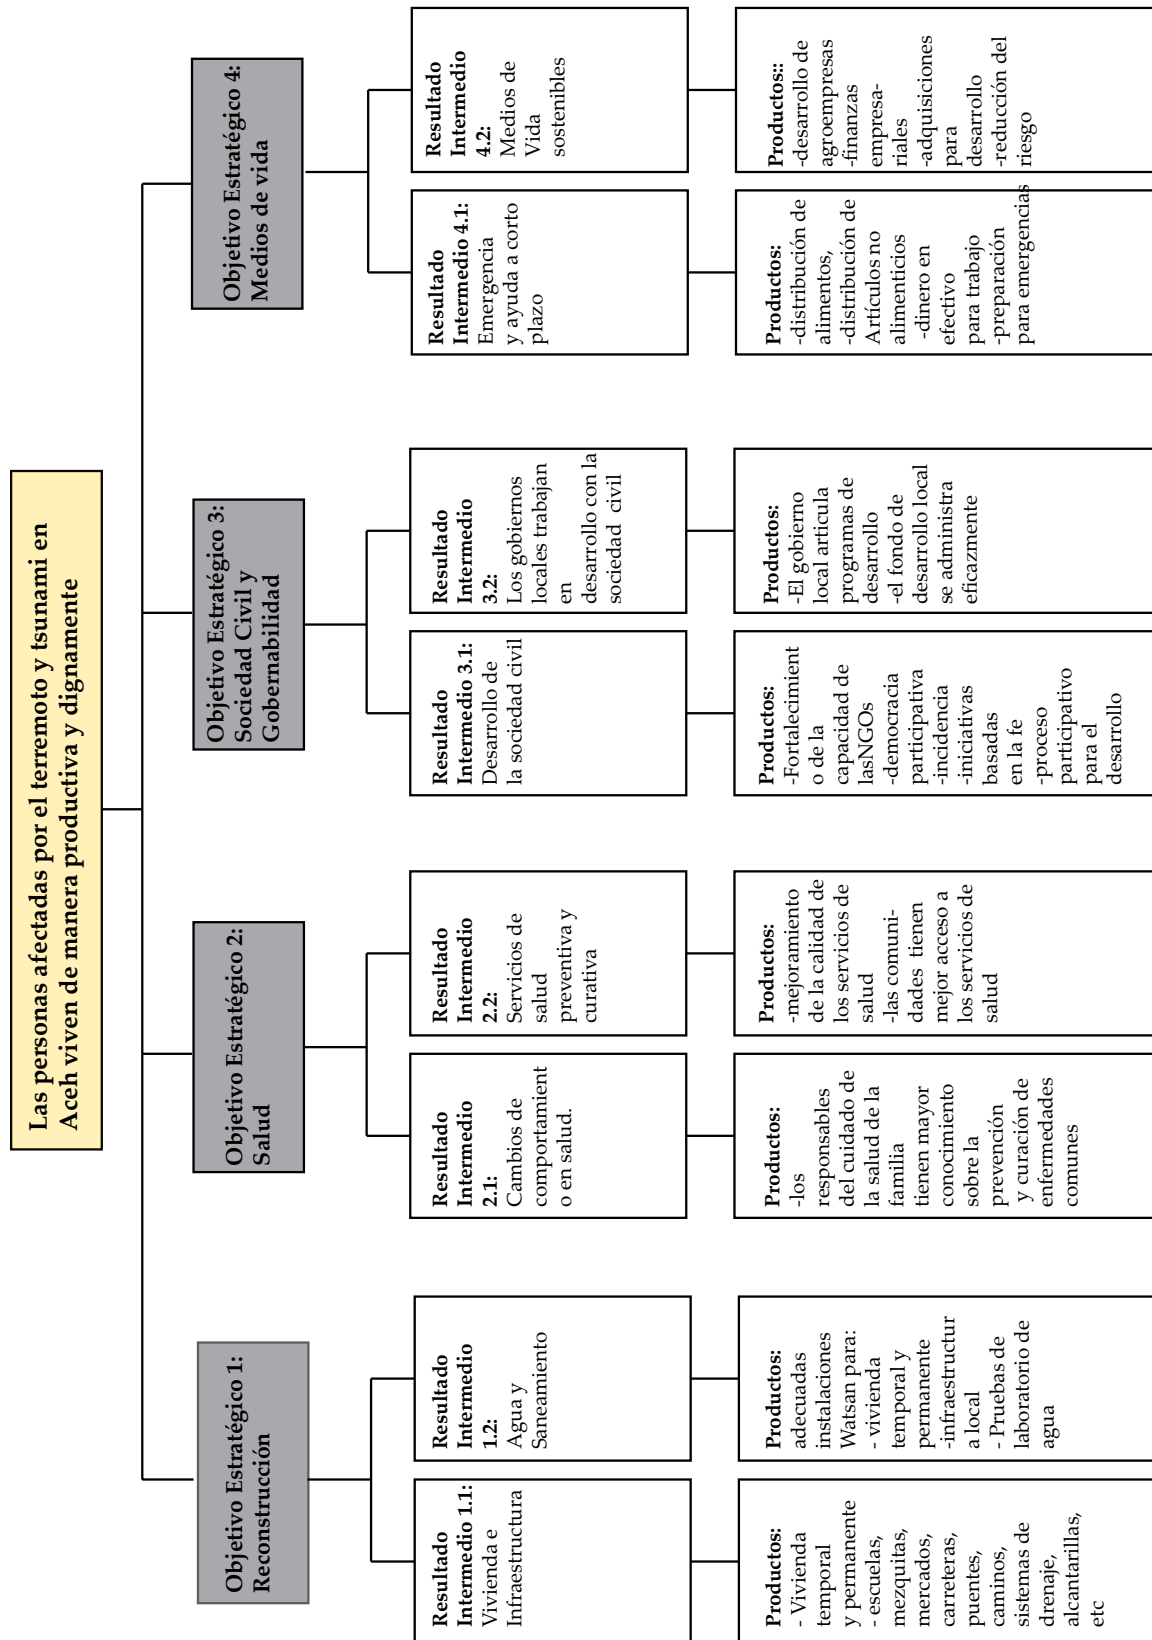 Las personas afectadas por el terremoto y tsunami en
Aceh viven de manera productiva y dignamente
Objetivo Estratégico 1:
Reconstrucción
Objetivo Estratégico 2:
Salud
Objetivo Estratégico 3:
Sociedad Civil y
Gobernabilidad
Objetivo Estratégico 4:
Medios de vida
Resultado
Intermedio 1.1:
Vivienda e
Infraestructura
Resultado
Intermedio
1.2:
Agua y
Saneamiento
Resultado
Intermedio
2.1:
Cambios de
comportamient
o en salud.
Resultado
Intermedio
2.2:
Servicios de
salud
preventiva y
curativa
Resultado
Intermedio 3.1:
Desarrollo de
la sociedad civil
Resultado
Intermedio
3.2:
Los gobiernos
locales trabajan
en
desarrollo con la
sociedad civil
Resultado
Intermedio 4.1:
Emergencia
y ayuda a corto
plazo
Resultado
Intermedio
4.2:
Medios de
Vida
sostenibles
Productos:
- Vivienda
temporal
y permanente
- escuelas,
mezquitas,
mercados,
carreteras,
puentes,
caminos,
sistemas de
drenaje,
alcantarillas,
etc
Productos:
adecuadas
instalaciones
Watsan para:
- vivienda
temporal y
permanente
-infraestructur
a local
- Pruebas de
laboratorio de
agua
Productos:
-los
responsables
del cuidado de
la salud de la
familia
tienen mayor
conocimiento
sobre la
prevención
y curación de
enfermedades
comunes
Productos:
-mejoramiento
de la calidad de
los servicios de
salud
-las comuni-
dades tienen
mejor acceso a
los servicios de
salud
Productos:
-Fortalecimient
o de la
capacidad de
lasNGOs
-democracia
participativa
-incidencia
-iniciativas
basadas
en la fe
-proceso
participativo
para el
desarrollo
Productos:
-El gobierno
local articula
programas de
desarrollo
-el fondo de
desarrollo local
se administra
eficazmente
Productos:
-distribución de
alimentos,
-distribución de
Artículos no
alimenticios
-dinero en
efectivo
para trabajo
-preparación
para emergencias
Productos::
-desarrollo de
agroempresas
-finanzas
empresa-
riales
-adquisiciones
para
desarrollo
-reducción del
riesgo